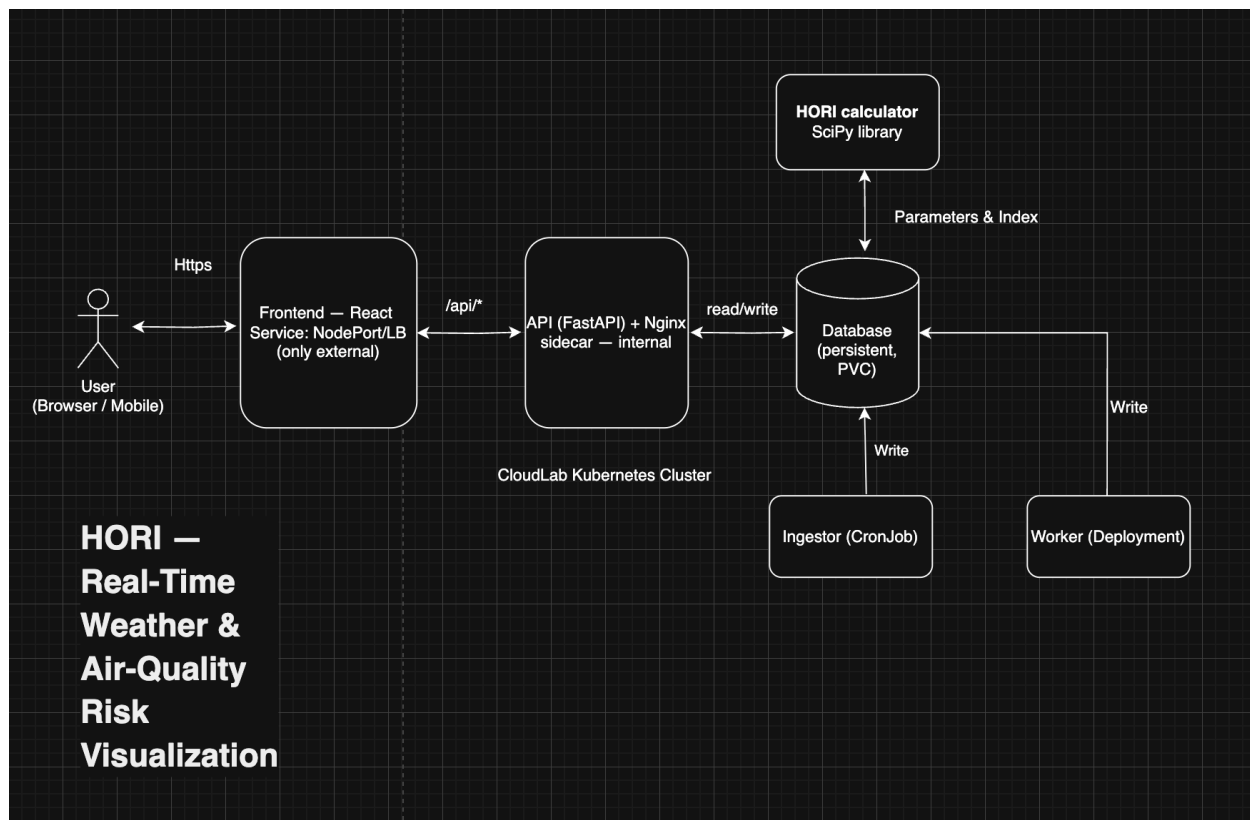 HORI calculator
SciPy library
Parameters & Index
Https
Frontend — React
Service: NodePort/LB
(only external)
/api/*
API (FastAPI) + Nginx
sidecar — internal
read/write
Database
(persistent,
PVC)
User
(Browser / Mobile)
Write
Write
CloudLab Kubernetes Cluster
Ingestor (CronJob)
Worker (Deployment)
HORI —
Real-Time
Weather &
Air-Quality
Risk
Visualization